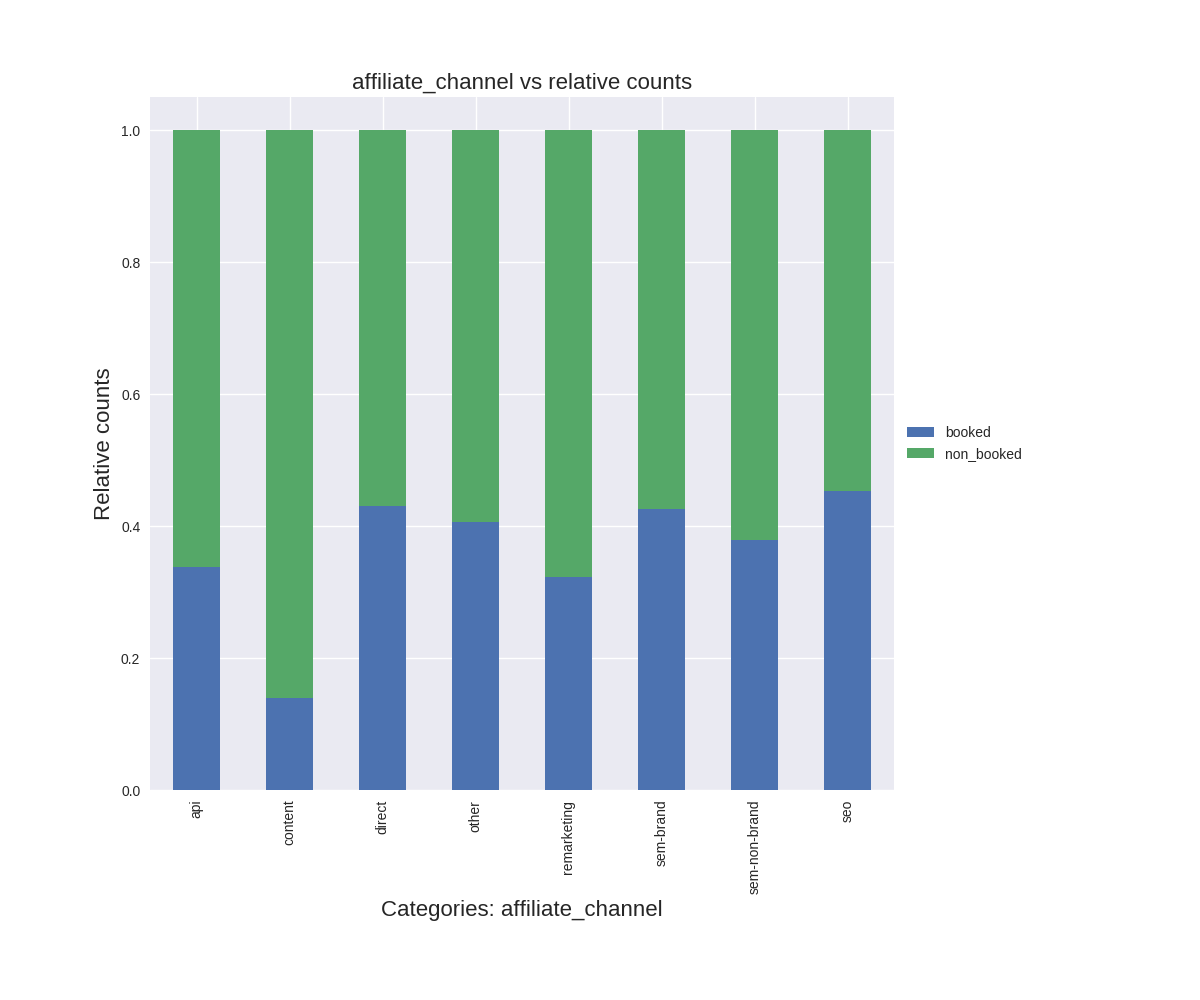 affiliate_channel vs relative counts
Relative counts
1.0
0.8
0.6
0.4
0.2
0.0
api
content
direct
other
remarketing
sem-brand
sem-non-brand
seo
Categories: affiliate_channel
booked
non_booked